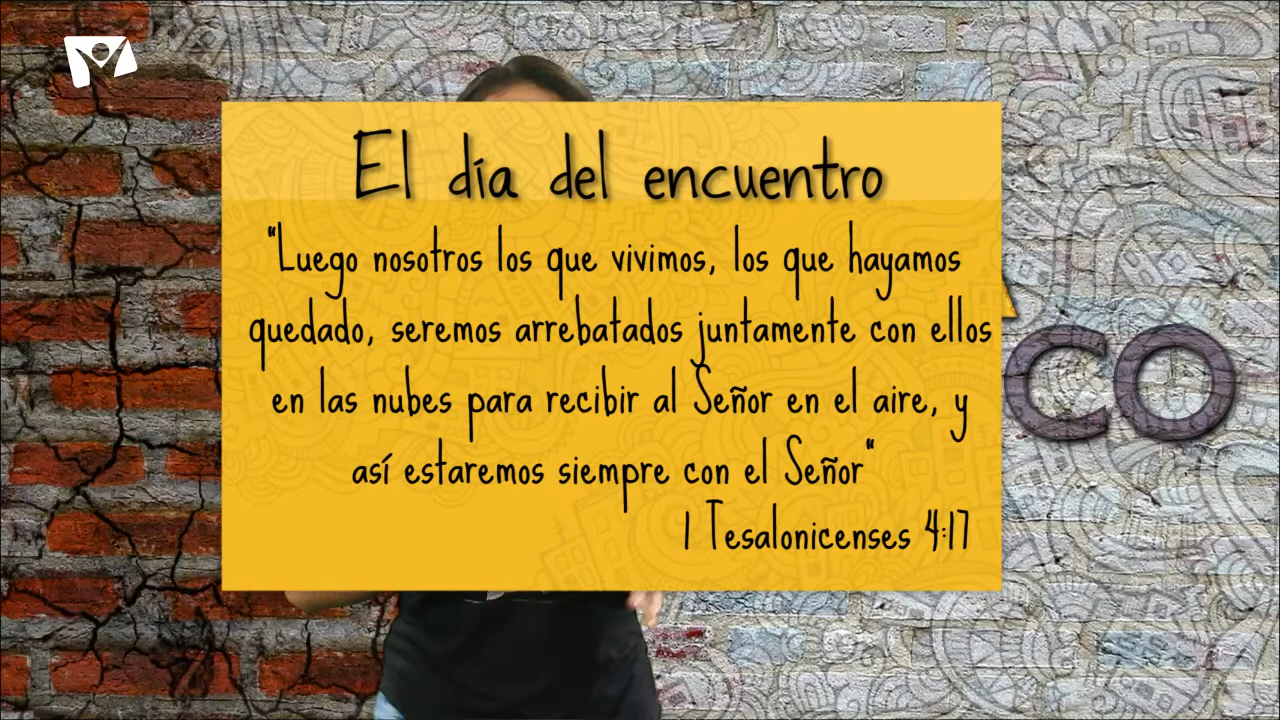 El día del encuentro
"Luego nosotros los que vivimos, los que hayamos
quedado, seremos arrebatados juntamente con ellos
en las nubes para recibir al Señor en el aire, y
así estaremos siempre con el Señor"
1 Tesalonicenses 4:17
CO